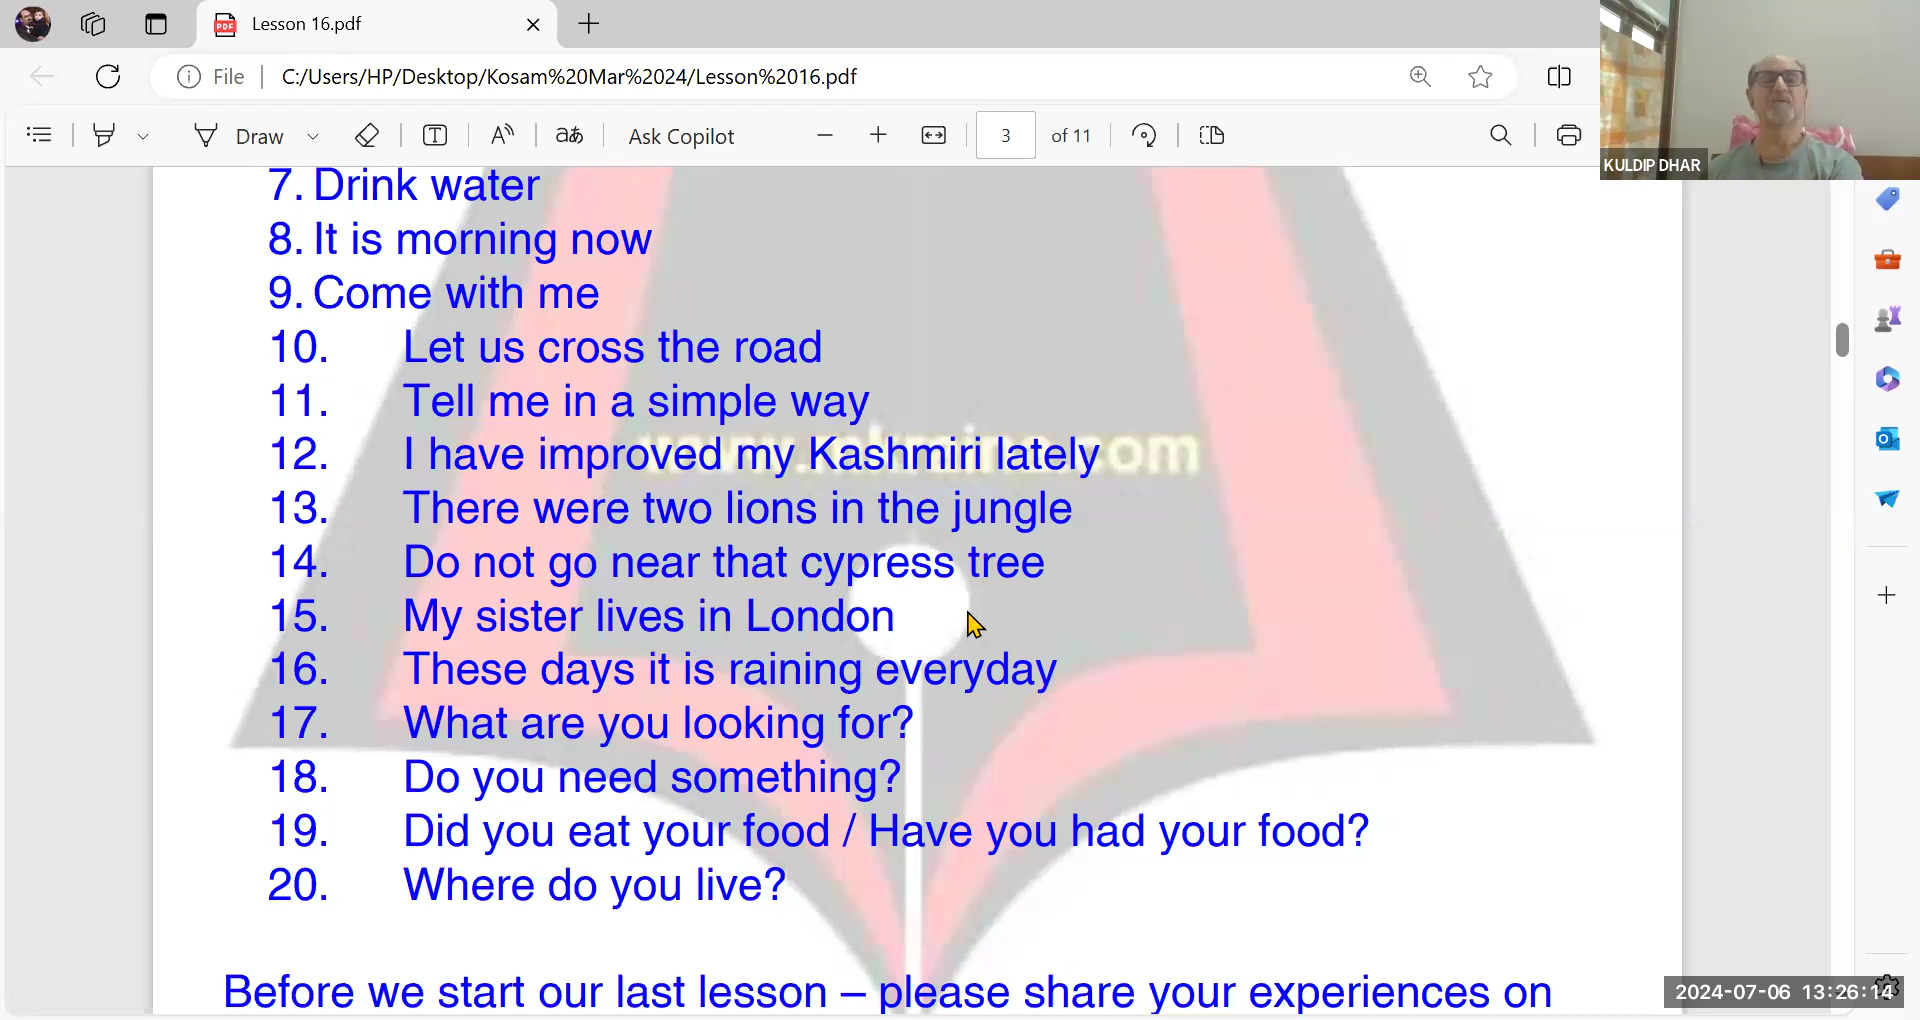 Lesson 16.pdf
File
C:/Users/HP/Desktop/Kosam%20Mar%2024/Lesson%2016.pdf
Draw
Ask Copilot
3 of 11
KULDIP DHAR
7. Drink water
8. It is morning now
9. Come with me
10. Let us cross the road
11. Tell me in a simple way
12. I have improved my Kashmiri lately
13. There were two lions in the jungle
14. Do not go near that cypress tree
15. My sister lives in London
16. These days it is raining everyday
17. What are you looking for?
18. Do you need something?
19. Did you eat your food / Have you had your food?
20. Where do you live?
Before we start our last lesson – please share your experiences on
2024-07-06 13:26:14